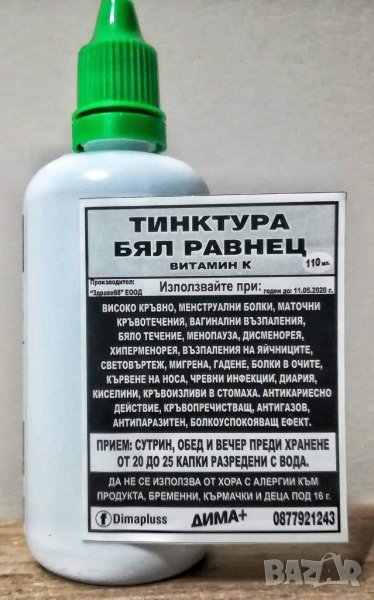 ТИНКТУРА
БЯЛ РАВНЕЦ
ВИТАМИН К
110 мл.
Производител:
"Здраве88" ЕООД
Използвайте при:
годен до: 11.05.2020 г.
ВИСОКО КРЪВНО, МЕНСТРУАЛНИ БОЛКИ, МАТОЧНИ
КРЪВОТЕЧЕНИЯ, ВАГИНАЛНИ ВЪЗПАЛЕНИЯ,
БЯЛО ТЕЧЕНИЕ, МЕНОПАУЗА, ДИСМЕНОРЕЯ,
ХИПЕРМЕНОРЕЯ, ВЪЗПАЛЕНИЯ НА ЯЙЧНИЦИТЕ,
СВЕТОВЪРТЕЖ, МИГРЕНА, ГАДЕНЕ, БОЛКИ В ОЧИТЕ,
КЪРВЕНЕ НА НОСА, ЧРЕВНИ ИНФЕКЦИИ, ДИАРИЯ,
КИСЕЛИНИ, КРЪВОИЗЛИВИ В СТОМАХА. АНТИКАРИЕСНО
ДЕЙСТВИЕ, КРЪВОПРЕЧИСТВАЩ, АНТИГАЗОВ,
АНТИПАРАЗИТЕН, БОЛКОУСПОКОЯВАЩ ЕФЕКТ.
ПРИЕМ: СУТРИН, ОБЕД И ВЕЧЕР ПРЕДИ ХРАНЕНЕ
ОТ 20 ДО 25 КАПКИ РАЗРЕДЕНИ С ВОДА.
ДА НЕ СЕ ИЗПОЛЗВА ОТ ХОРА С АЛЕРГИИ КЪМ
ПРОДУКТА, БРЕМЕННИ, КЪРМАЧКИ И ДЕЦА ПОД 16 г.
f Dimapluss
ДИМА+
0877921243
BAZAR